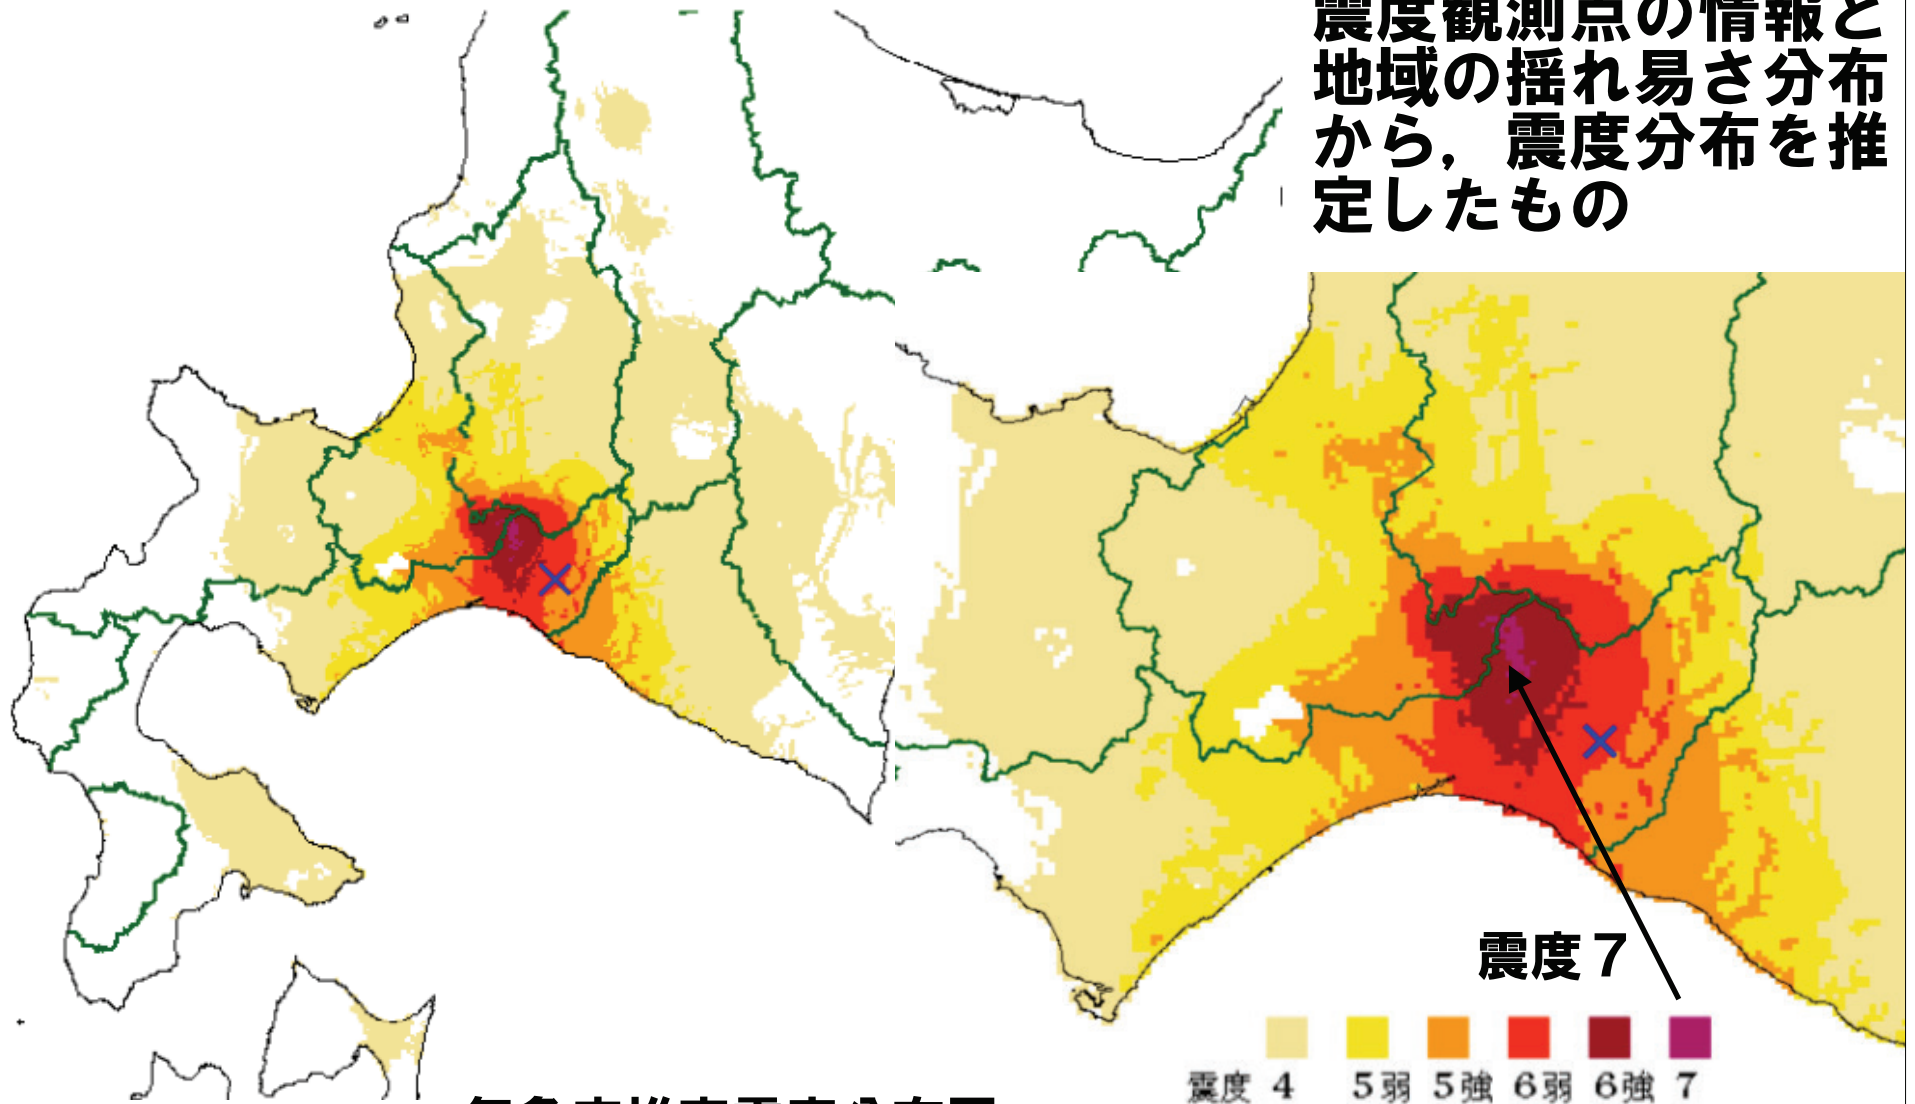 震度観測点の情報と
地域の揺れ易さ分布
から，震度分布を推
定したもの
震度７
震度 4 5弱 5強 6弱 6強 7